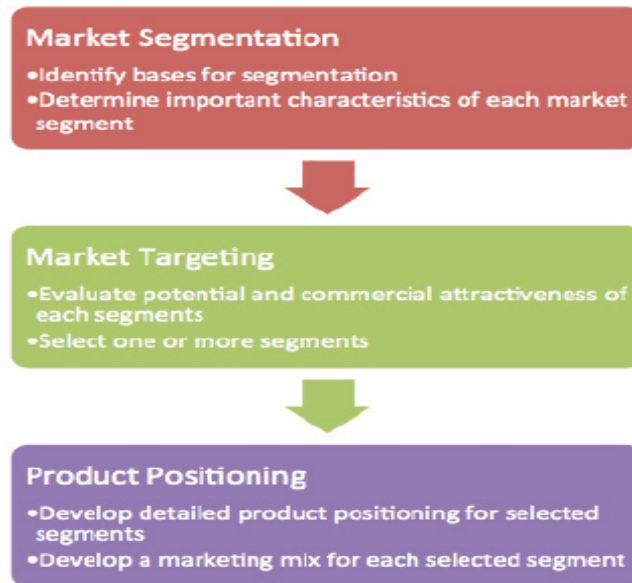 Market Segmentation
•Identify bases for segmentation
•Determine important characteristics of each market
segment
Market Targeting
•Evaluate potential and commercial attractiveness of
each segments
•Select one or more segments
Product Positioning
•Develop detailed product positioning for selected
segments
•Develop a marketing mix for each selected segment